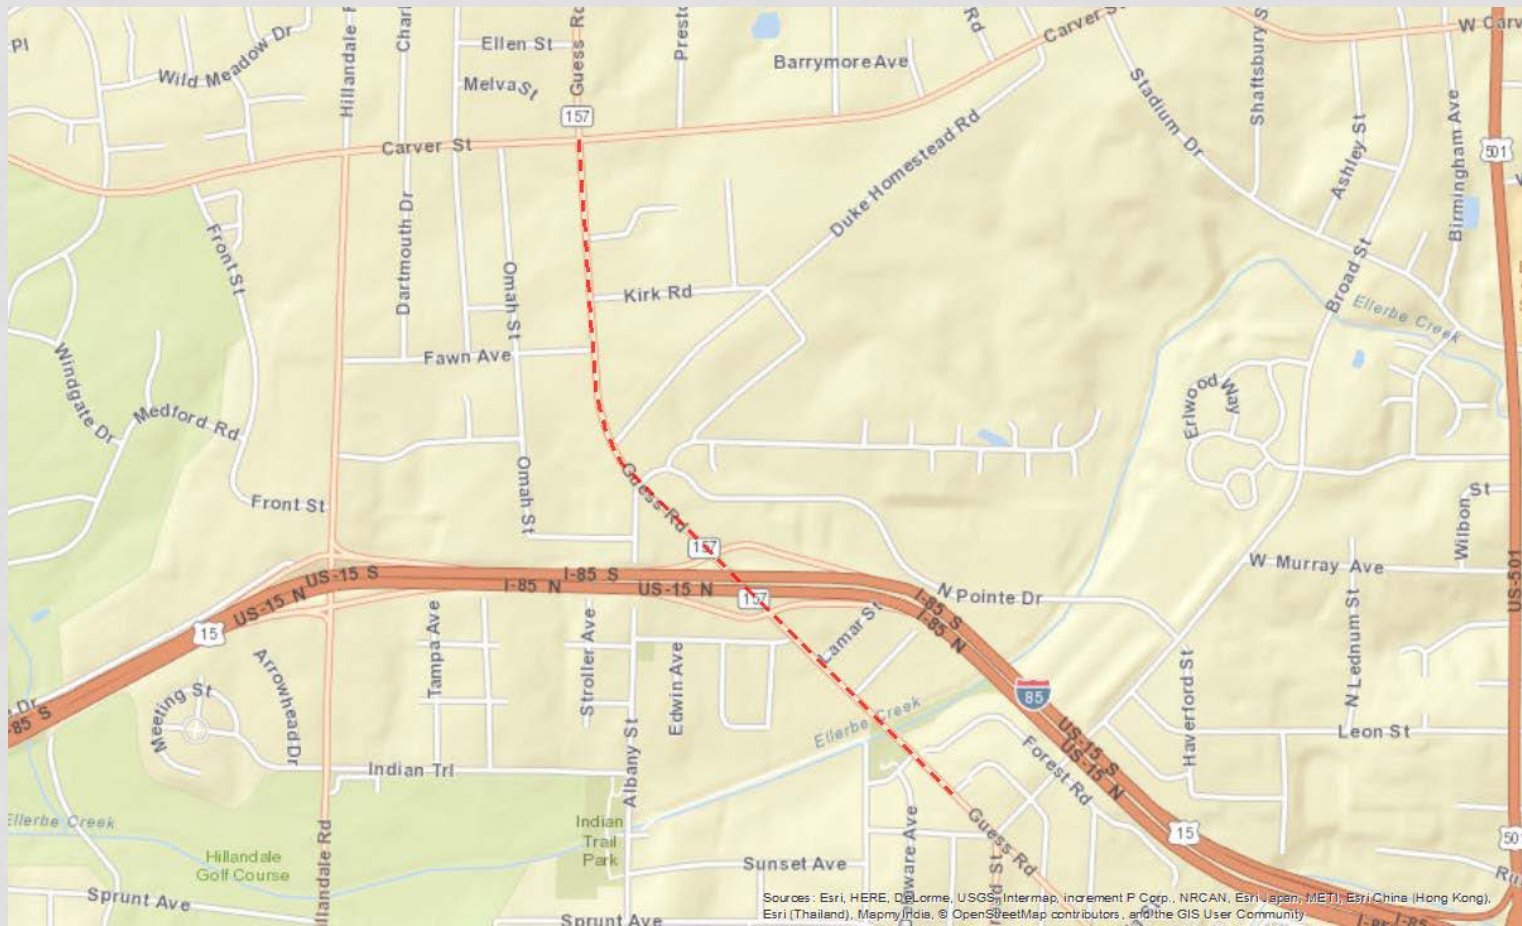 Pl
Wild Meadow Dr
Hillandale
Ellen St
Melva St
Guess Rd
157
Barrymore Ave
Rd
Carver St
Stadium Dr
W Carv
Birmingham Ave
Ashley St
501
Carver St
Dartmouth Dr
Front St
Omah St
Duke Homestead Rd
Kirk Rd
Fawn Ave
Broad St
Ellerbe Creek
Windgate Dr
Medford Rd
Erlwood Way
Omah St
Guess Rd
Front St
157
US-15 S
I-85 S
US-15 N
I-85 N
US-15 N
157
N Pointe Dr
I-85 S
I-85 N
W Murray Ave
Wilbon St
US-501
15
Tampa Ave
Stroller Ave
Edwin Ave
Lamar St
N Lednum St
Arrowhead Dr
Meeting St
Dr
-85 S
85
Haverford St
US-15 S
US-15 N
Leon St
Ellerbe Creek
Forest Rd
Indian Trl
Albany St
Ellerbe Creek
Hillandale
Golf Course
Indian
Trail
Park
Guess Rd
15
Sunset Ave
Sprunt Ave
Sprunt Ave
Sources: Esri, HERE, DeLorme, USGS, Intermap, increment P Corp., NRCAN, Esri Japan, METI, Esri China (Hong Kong),
Esri (Thailand), MapmyIndia, © OpenStreetMap contributors, and the GIS User Community